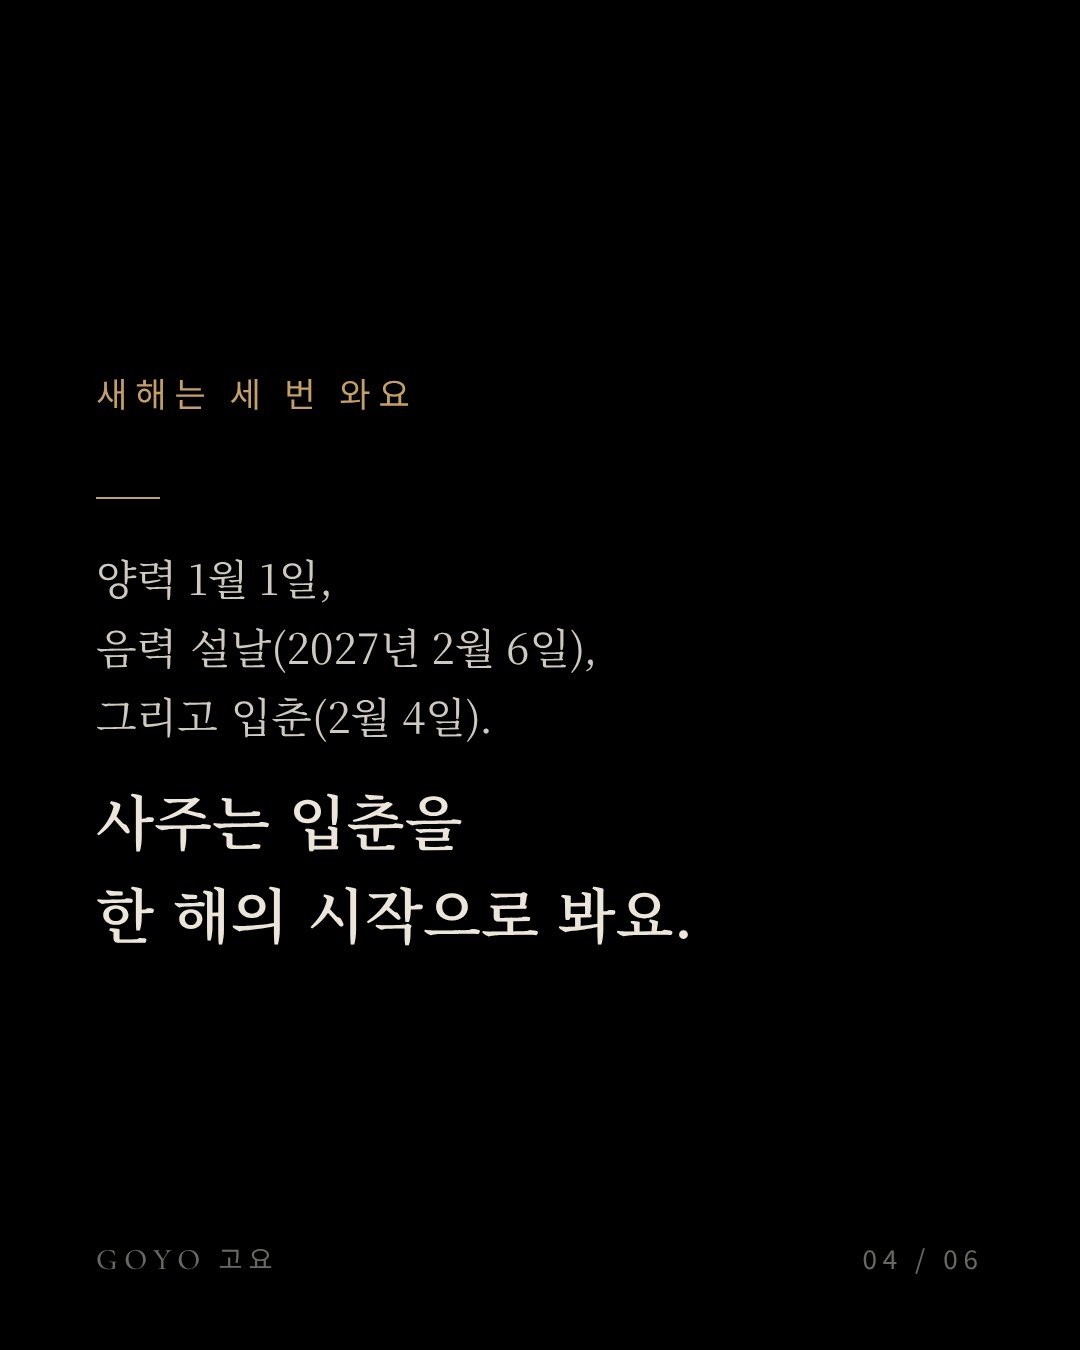 새해는 세 번 와요
양력 1월 1일,
음력 설날(2027년 2월 6일),
그리고 입춘(2월 4일).
사주는 입춘을
한 해의 시작으로 봐요.
GOYO 고요
04 / 06